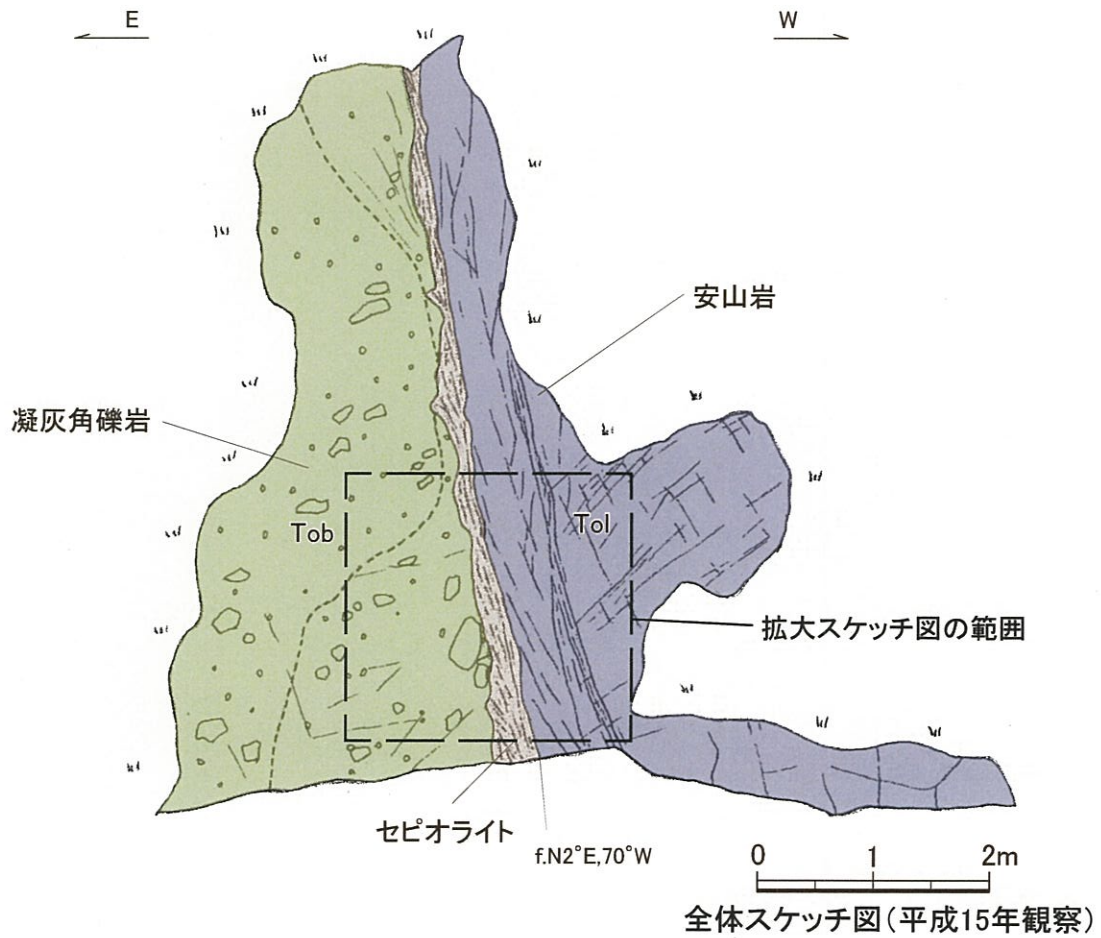 E
W
安山岩
凝灰角礫岩
Tob
Tol
拡大スケッチ図の範囲
セピオライト
f.N2°E,70°W
0 1 2m
全体スケッチ図(平成15年観察)